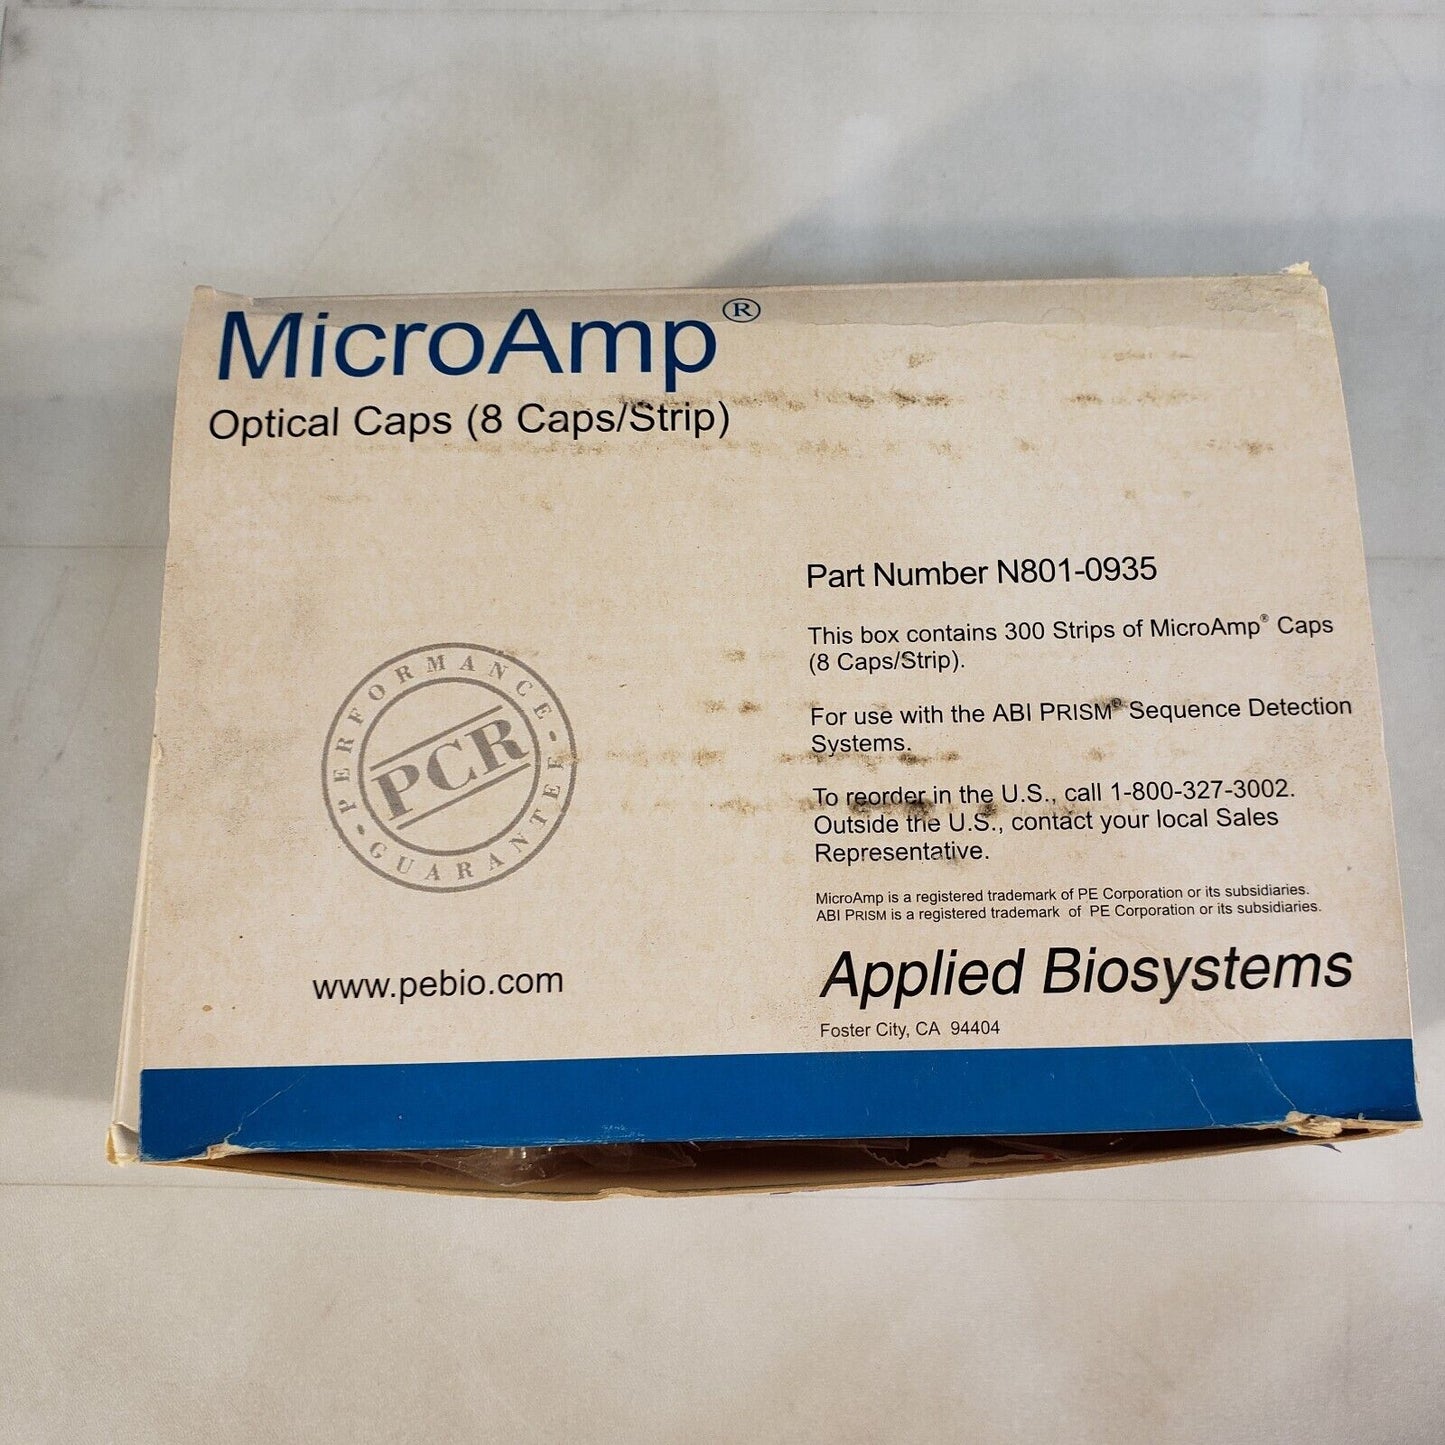 MicroAmp®
Optical Caps (8 Caps/Strip)
Part Number N801-0935
This box contains 300 Strips of MicroAmp® Caps
(8 Caps/Strip).
For use with the ABI PRISM® Sequence Detection
Systems.
To reorder in the U.S., call 1-800-327-3002.
Outside the U.S., contact your local Sales
Representative.
MicroAmp is a registered trademark of PE Corporation or its subsidiaries.
ABI PRISM is a registered trademark of PE Corporation or its subsidiaries.
PERFORMANCE
PCR
GUARANTEE
www.pebio.com
Applied Biosystems
Foster City, CA 94404